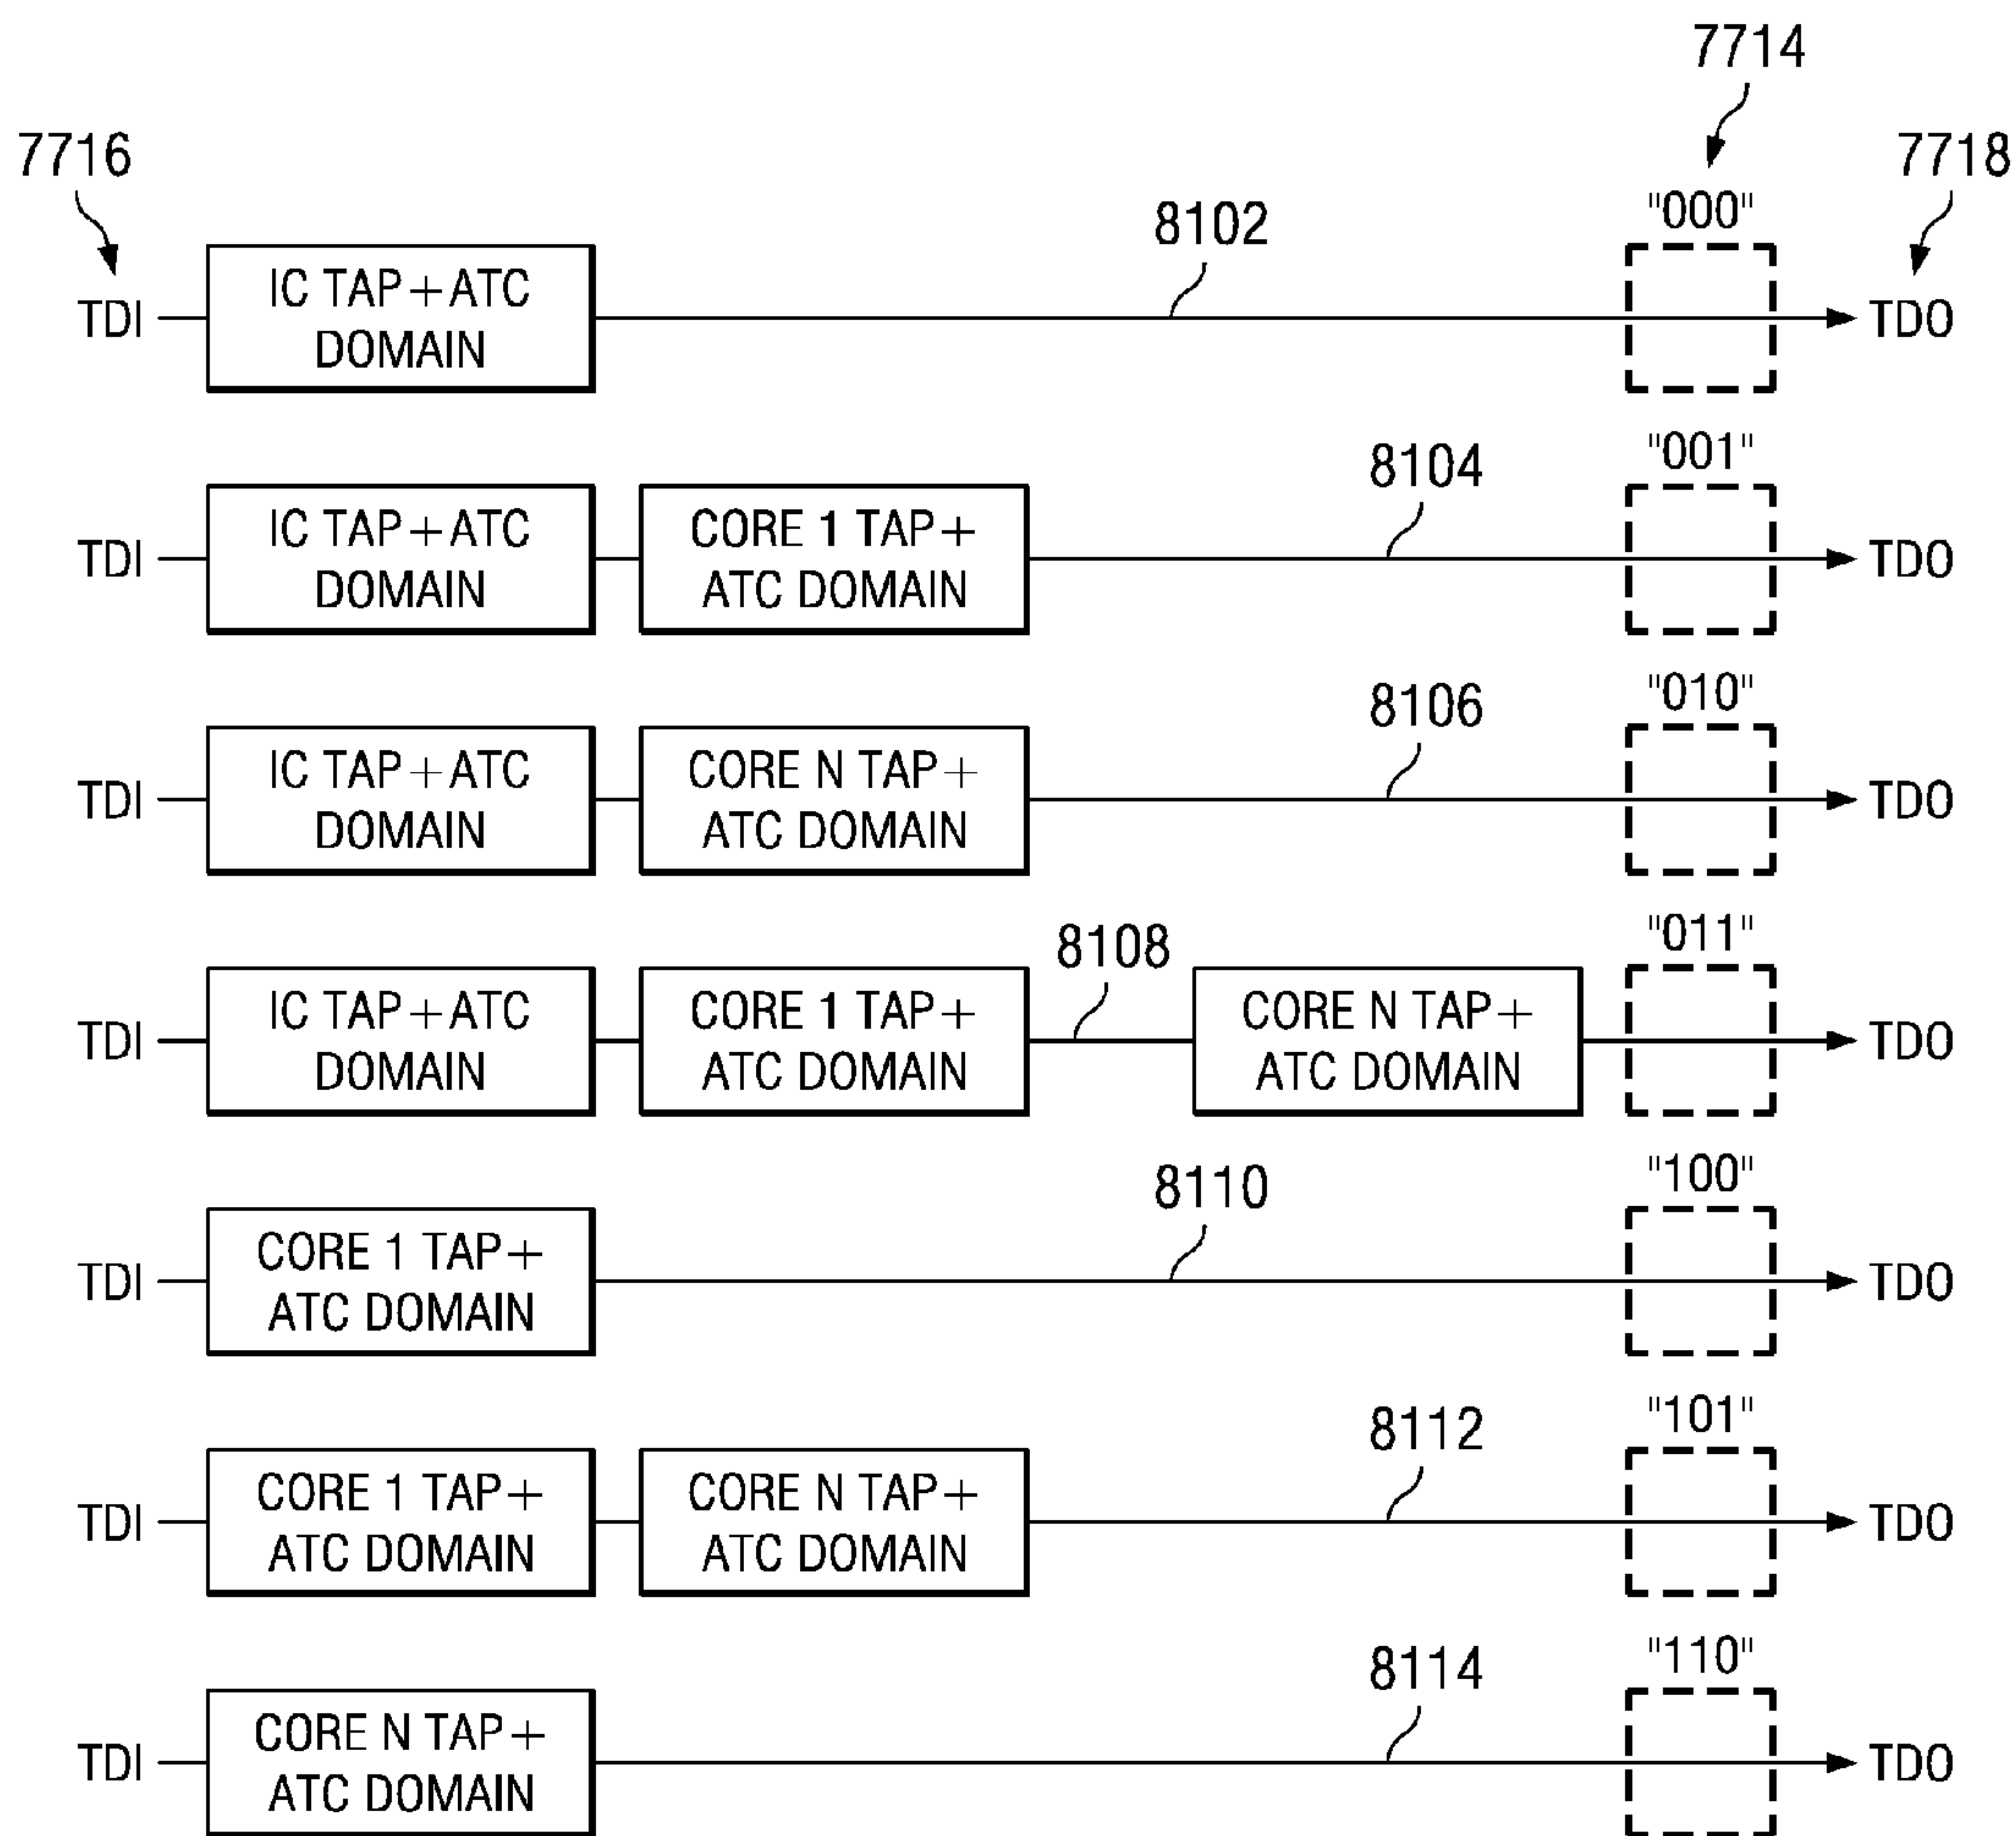 7714
7716
7718
"000"
8102
TDI
IC TAP+ATC
DOMAIN
TDO
"001"
8104
TDI
IC TAP+ATC
DOMAIN
CORE 1 TAP+
ATC DOMAIN
TDO
"010"
8106
TDI
IC TAP+ATC
DOMAIN
CORE N TAP+
ATC DOMAIN
TDO
"011"
8108
TDI
IC TAP+ATC
DOMAIN
CORE 1 TAP+
ATC DOMAIN
CORE N TAP+
ATC DOMAIN
TDO
"100"
8110
TDI
CORE 1 TAP+
ATC DOMAIN
TDO
"101"
8112
TDI
CORE 1 TAP+
ATC DOMAIN
CORE N TAP+
ATC DOMAIN
TDO
"110"
8114
TDI
CORE N TAP+
ATC DOMAIN
TDO